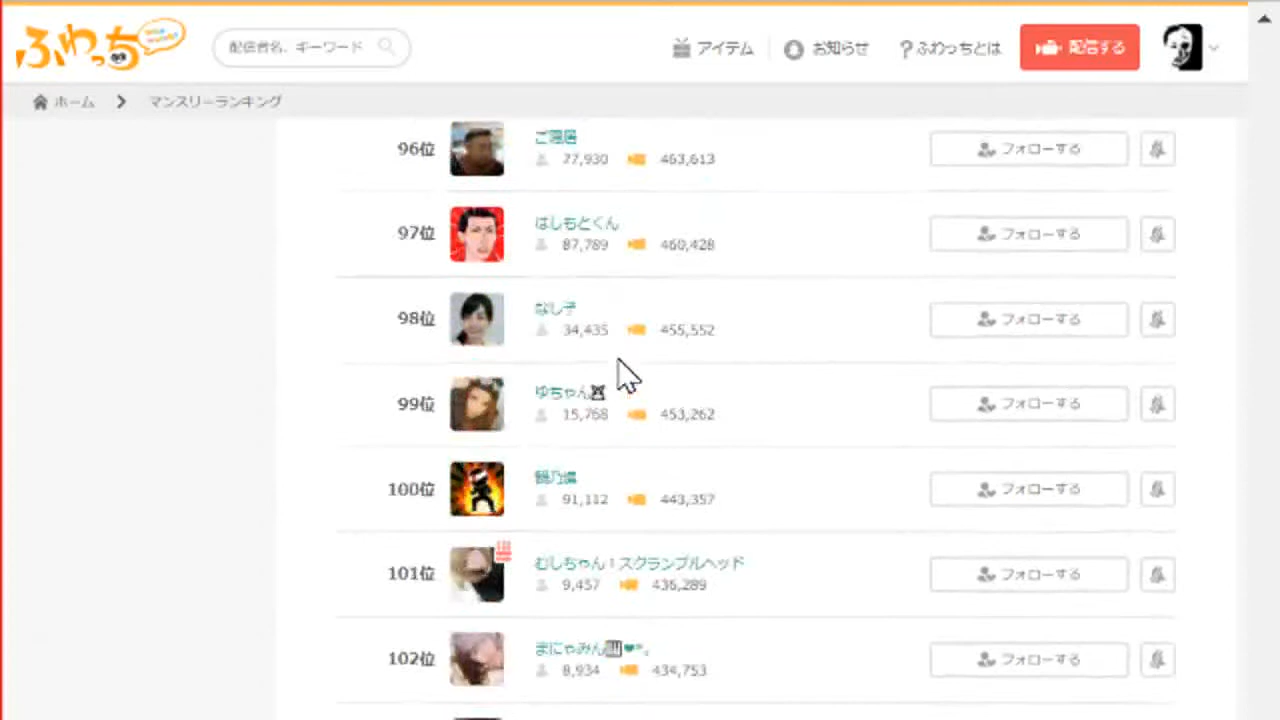 ふわっち
配信者名、キーワード
アイテム
お知らせ
?ふわっちとは
配信する
ホーム
マンスリーランキング
96位
ご隠居
77,930 463,613
フォローする
97位
はしもとくん
87,789 460,428
フォローする
98位
なし子
34,435 455,552
フォローする
99位
ゆちゃん
15,768 453,262
フォローする
100位
91,112 443,357
フォローする
101位
むしちゃん!スクランブルヘッド
9,457 436,289
フォローする
102位
まにゃみん🎹♥*。
8,934 434,753
フォローする